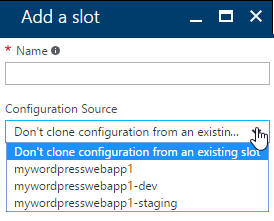 Add a slot
* Name
Configuration Source
Don't clone configuration from an existin...
Don't clone configuration from an existing slot
mywordpresswebapp1
mywordpresswebapp1-dev
mywordpresswebapp1-staging